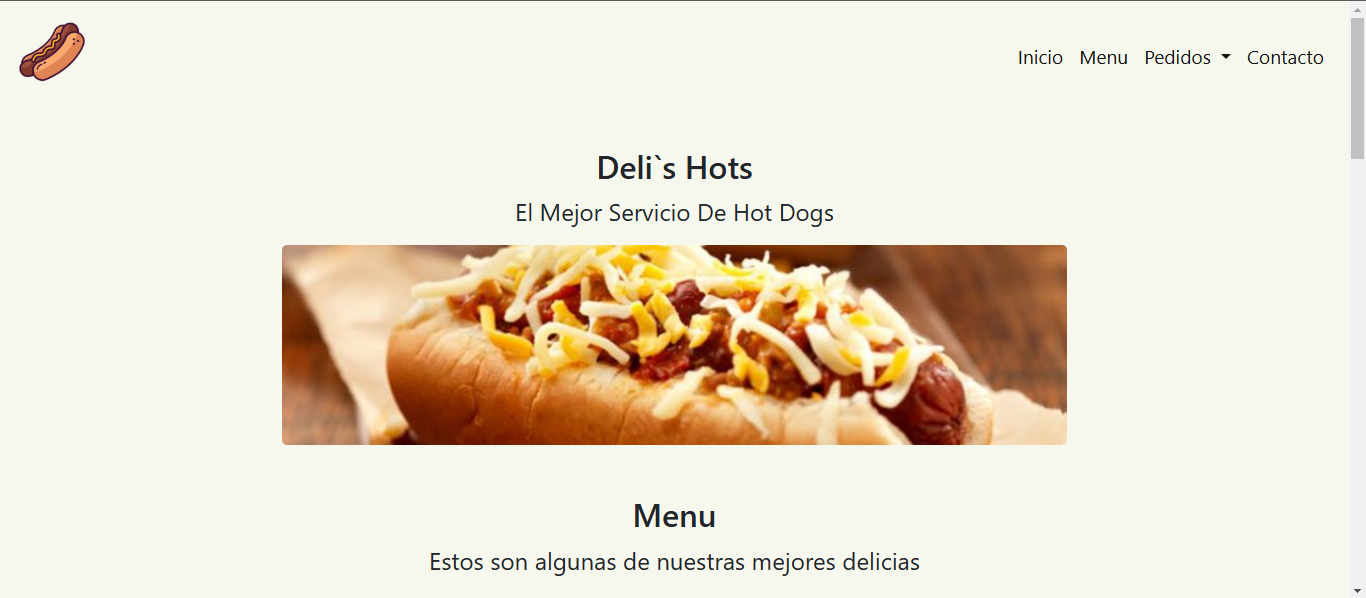 Inicio Menu Pedidos Contacto
Deli`s Hots
El Mejor Servicio De Hot Dogs
Menu
Estos son algunas de nuestras mejores delicias